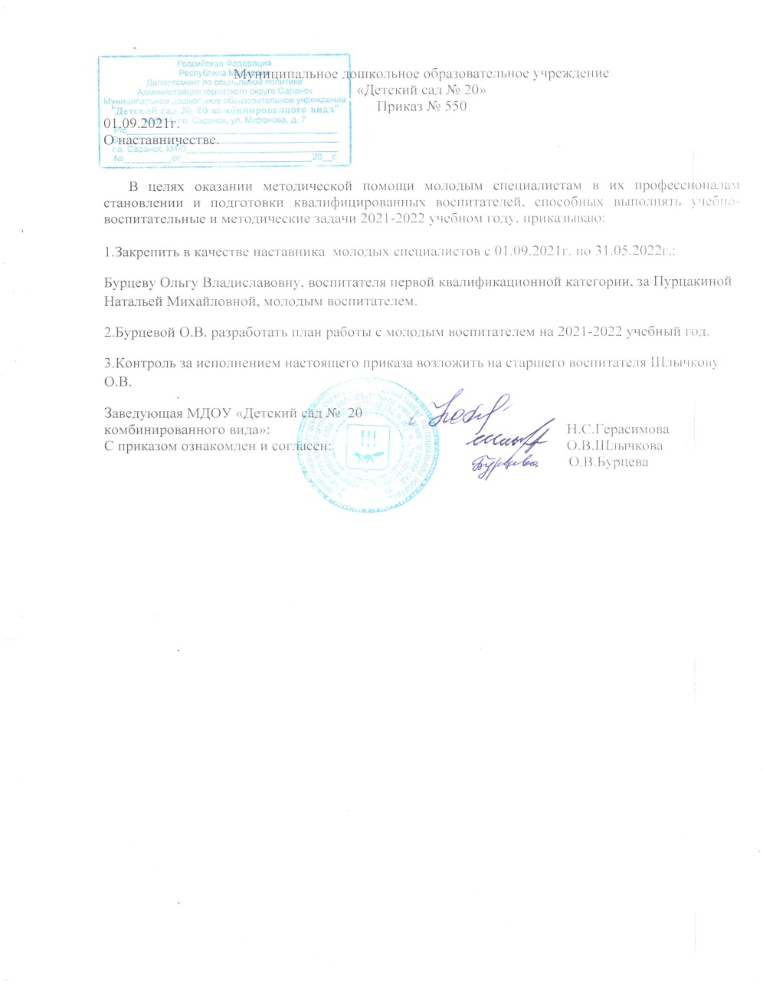 Российская Федерация
Республика Мордовия
Департамент по социальной политике
Администрации городского округа Саранск
Муниципальное дошкольное образовательное учреждение
"Детский сад № 20 комбинированного вида"
г.о. Саранск, ул. Миронова, д. 7
Р/с
В
г.о. Саранск, МФО
№ от 20 г.
Муниципальное дошкольное образовательное учреждение
«Детский сад № 20»
Приказ № 550
01.09.2021г.
О наставничестве.
В целях оказании методической помощи молодым специалистам в их профессионалам
становлении и подготовки квалифицированных воспитателей, способных выполнять учебно-
воспитательные и методические задачи 2021-2022 учебном году, приказываю:
1.Закрепить в качестве наставника молодых специалистов с 01.09.2021г. по 31.05.2022г.:
Бурцеву Ольгу Владиславовну, воспитателя первой квалификационной категории, за Пурцакиной
Натальей Михайловной, молодым воспитателем.
2.Бурцевой О.В. разработать план работы с молодым воспитателем на 2021-2022 учебный год.
3.Контроль за исполнением настоящего приказа возложить на старшего воспитателя Шлычкову
О.В.
Заведующая МДОУ «Детский сад № 20
комбинированного вида»: Н.С.Герасимова
С приказом ознакомлен и согласен: О.В.Шлычкова
Бурцева О.В.Бурцева